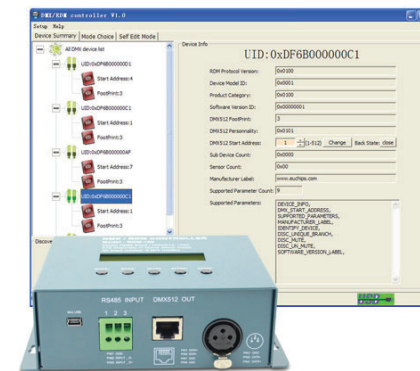 DMX/RDM controller V1.0
Setup Help
Device Summary Mode Choice Self Edit Mode
All DMX device list
UID:0xDF6B000000D1
Start Address:4
FootPrint:3
UID:0xDF6B000000C1
Start Address:1
FootPrint:3
UID:0xDF6B000000AF
Start Address:7
FootPrint:3
UID:0xDF6B000000C1
Start Address:1
FootPrint:3
Discove
Device Info
UID:0xDF6B000000C1
RDM Protocol Version: 0x0100
Device Model ID: 0x0001
Product Category: 0x0100
Software Version ID: 0x00000001
DMX512 FootPrint: 3
DMX512 Personnality: 0x0101
DMX512 Start Address: 1 (1-512) Change Back State: close
Sub Device Count: 0x0000
Sensor Count: 0x00
Manufacturer Label: www.euchips.com
Supported Parameter Count: 9
Supported Parameters: DEVICE_INFO,
DMX_START_ADDRESS,
SUPPORTED_PARAMETERS,
MANUFACTURER_LABEL,
IDENTIFY_DEVICE,
DISC_UNIQUE_BRANCH,
DISC_MUTE,
DISC_UN_MUTE,
SOFTWARE_VERSION_LABEL,
RS485 INPUT DMX512 OUT
1 2 3